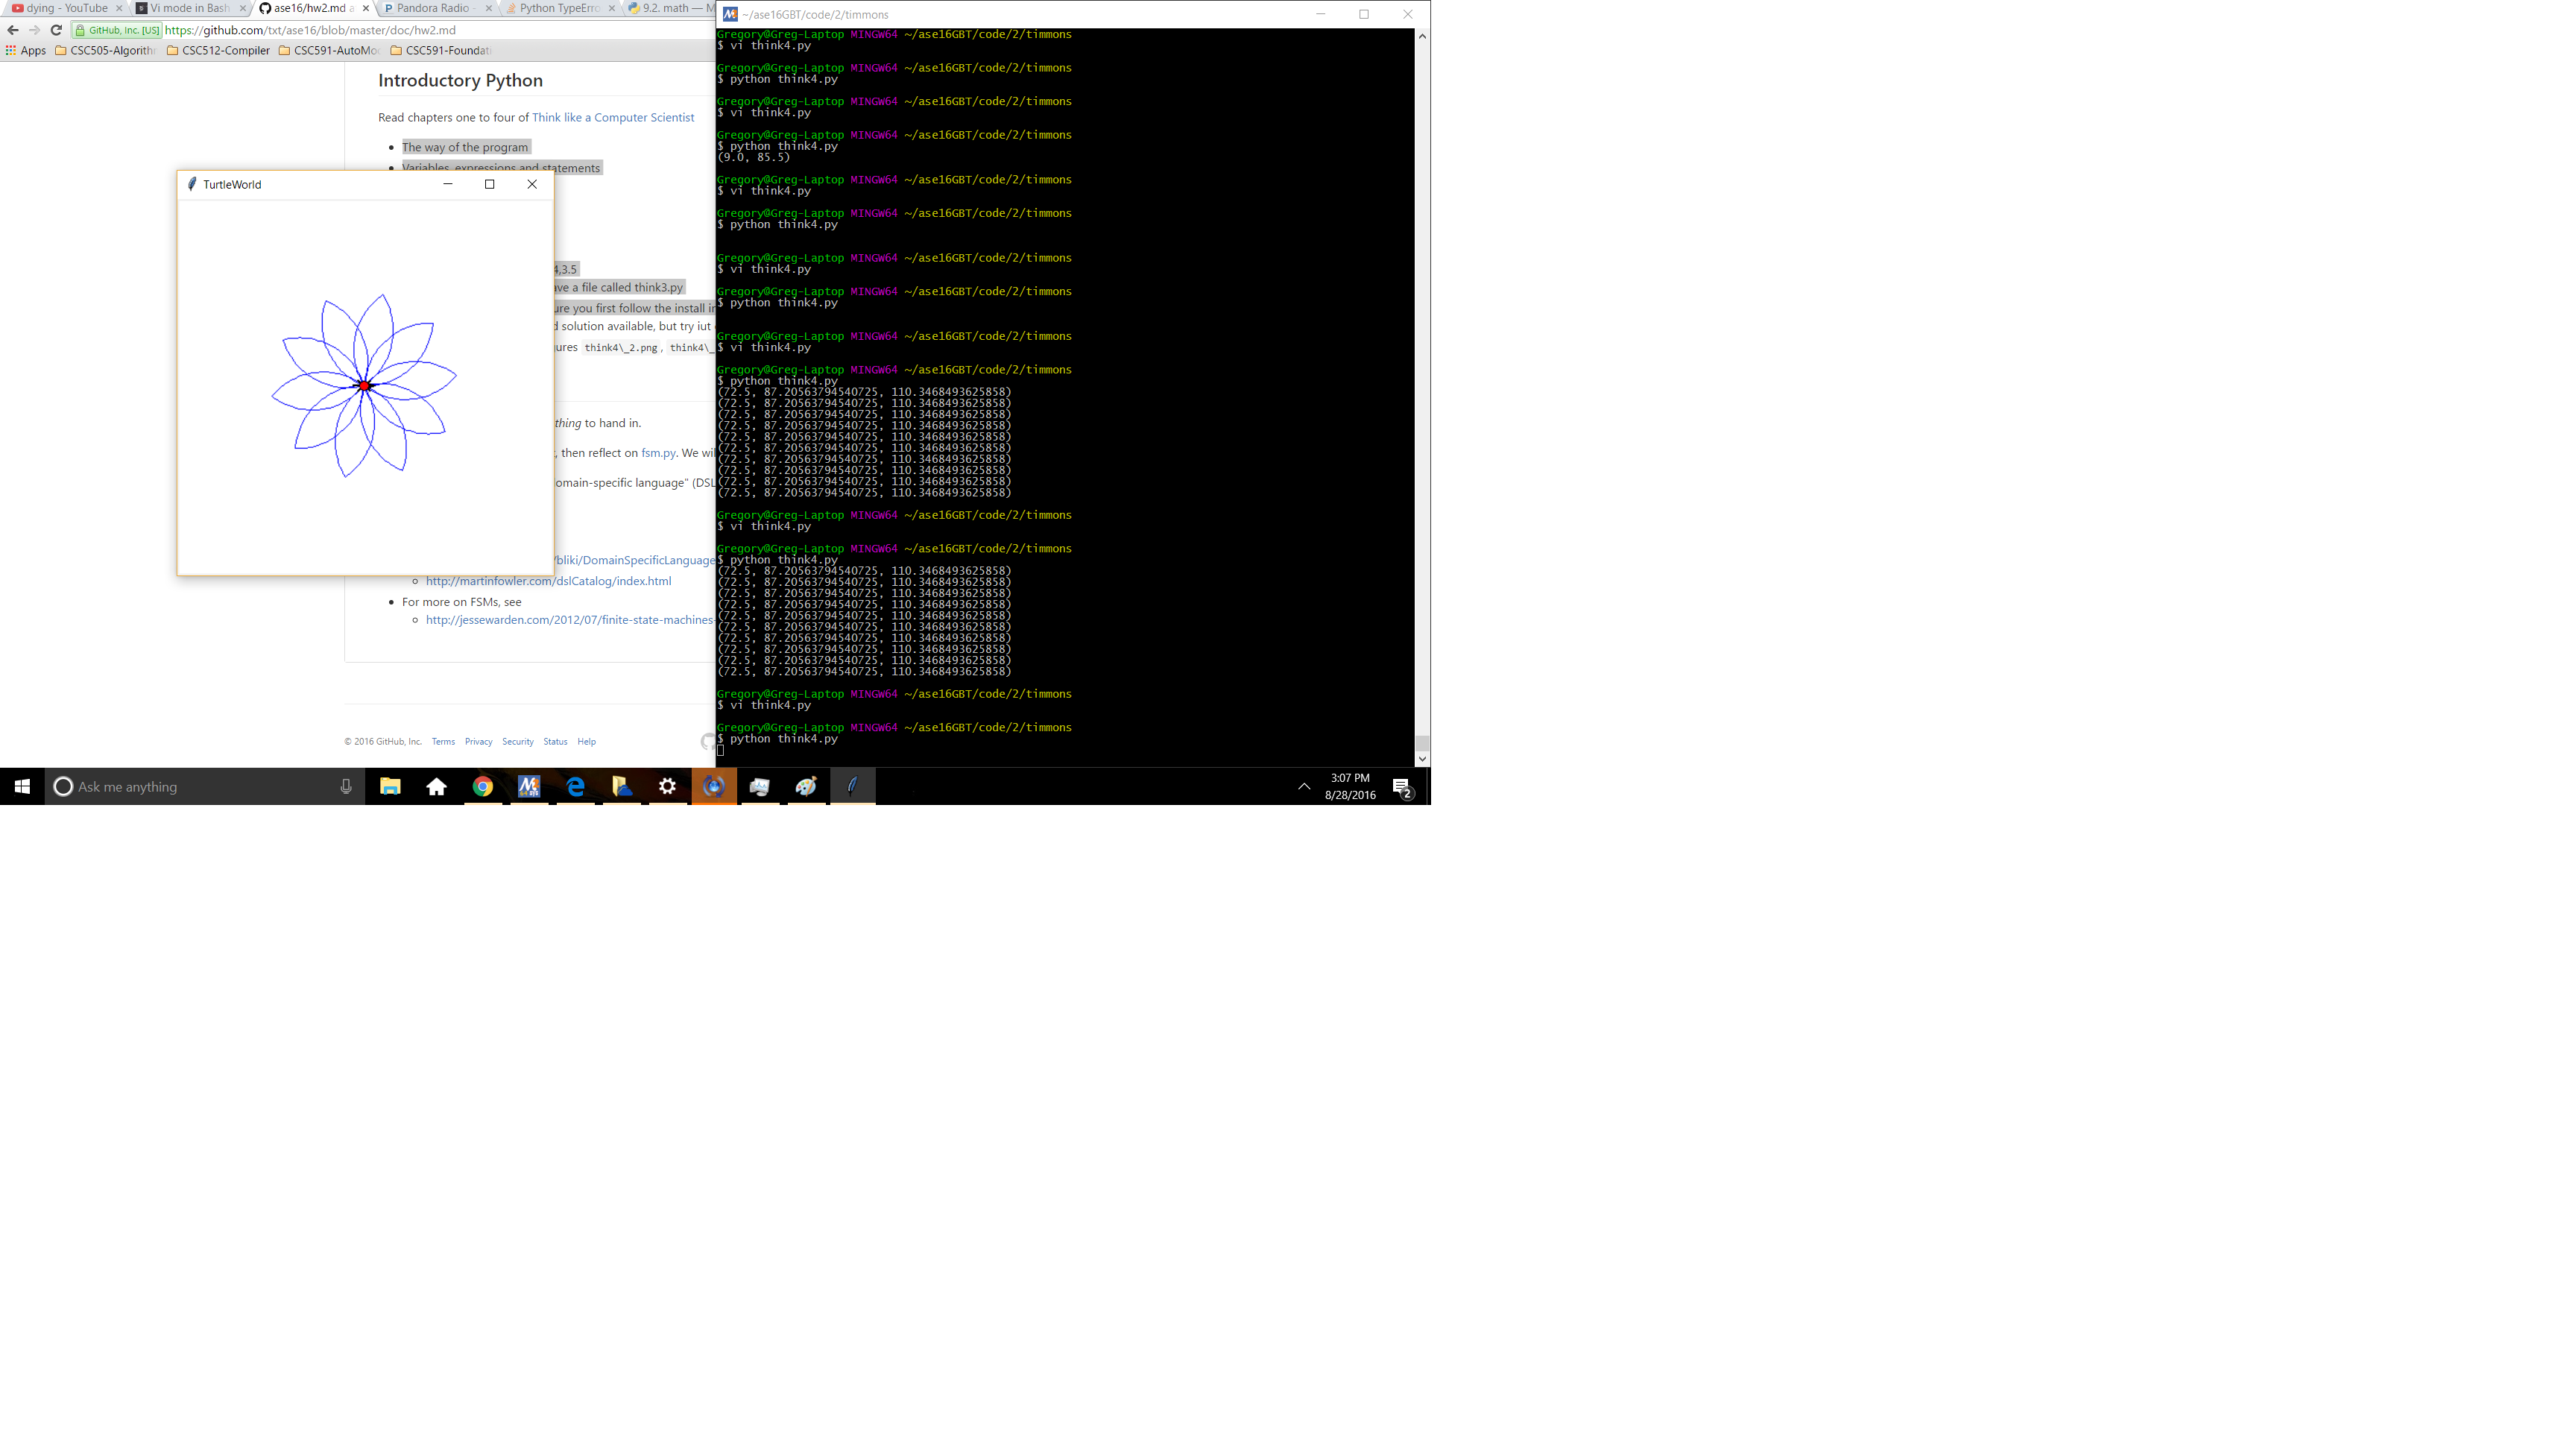 dying - YouTube
Vi mode in Bash
ase16/hw2.md a
Pandora Radio -
Python TypeErro
9.2. math — M
GitHub, Inc. [US] https://github.com/txt/ase16/blob/master/doc/hw2.md
Apps CSC505-Algorith CSC512-Compiler CSC591-AutoMo CSC591-Foundat
Introductory Python
Read chapters one to four of Think like a Computer Scientist
The way of the program
Variables, expressions and statements
TurtleWorld
4,3.5
ave a file called think3.py
ure you first follow the install in
d solution available, but try iut
gures think4\_2.png, think4\_
thing to hand in.
, then reflect on fsm.py. We wil
omain-specific language" (DSL
/bliki/DomainSpecificLanguage
http://martinfowler.com/dslCatalog/index.html
For more on FSMs, see
http://jessewarden.com/2012/07/finite-state-machines-
© 2016 GitHub, Inc. Terms Privacy Security Status Help
~/ase16GBT/code/2/timmons
Gregory@Greg-Laptop MINGW64 ~/ase16GBT/code/2/timmons
$ vi think4.py
Gregory@Greg-Laptop MINGW64 ~/ase16GBT/code/2/timmons
$ python think4.py
Gregory@Greg-Laptop MINGW64 ~/ase16GBT/code/2/timmons
$ vi think4.py
Gregory@Greg-Laptop MINGW64 ~/ase16GBT/code/2/timmons
$ python think4.py
(9.0, 85.5)
Gregory@Greg-Laptop MINGW64 ~/ase16GBT/code/2/timmons
$ vi think4.py
Gregory@Greg-Laptop MINGW64 ~/ase16GBT/code/2/timmons
$ python think4.py
Gregory@Greg-Laptop MINGW64 ~/ase16GBT/code/2/timmons
$ vi think4.py
Gregory@Greg-Laptop MINGW64 ~/ase16GBT/code/2/timmons
$ python think4.py
Gregory@Greg-Laptop MINGW64 ~/ase16GBT/code/2/timmons
$ vi think4.py
Gregory@Greg-Laptop MINGW64 ~/ase16GBT/code/2/timmons
$ python think4.py
(72.5, 87.20563794540725, 110.3468493625858)
(72.5, 87.20563794540725, 110.3468493625858)
(72.5, 87.20563794540725, 110.3468493625858)
(72.5, 87.20563794540725, 110.3468493625858)
(72.5, 87.20563794540725, 110.3468493625858)
(72.5, 87.20563794540725, 110.3468493625858)
(72.5, 87.20563794540725, 110.3468493625858)
(72.5, 87.20563794540725, 110.3468493625858)
(72.5, 87.20563794540725, 110.3468493625858)
(72.5, 87.20563794540725, 110.3468493625858)
Gregory@Greg-Laptop MINGW64 ~/ase16GBT/code/2/timmons
$ vi think4.py
Gregory@Greg-Laptop MINGW64 ~/ase16GBT/code/2/timmons
$ python think4.py
(72.5, 87.20563794540725, 110.3468493625858)
(72.5, 87.20563794540725, 110.3468493625858)
(72.5, 87.20563794540725, 110.3468493625858)
(72.5, 87.20563794540725, 110.3468493625858)
(72.5, 87.20563794540725, 110.3468493625858)
(72.5, 87.20563794540725, 110.3468493625858)
(72.5, 87.20563794540725, 110.3468493625858)
(72.5, 87.20563794540725, 110.3468493625858)
(72.5, 87.20563794540725, 110.3468493625858)
(72.5, 87.20563794540725, 110.3468493625858)
Gregory@Greg-Laptop MINGW64 ~/ase16GBT/code/2/timmons
$ vi think4.py
Gregory@Greg-Laptop MINGW64 ~/ase16GBT/code/2/timmons
$ python think4.py
Ask me anything
3:07 PM
8/28/2016
2